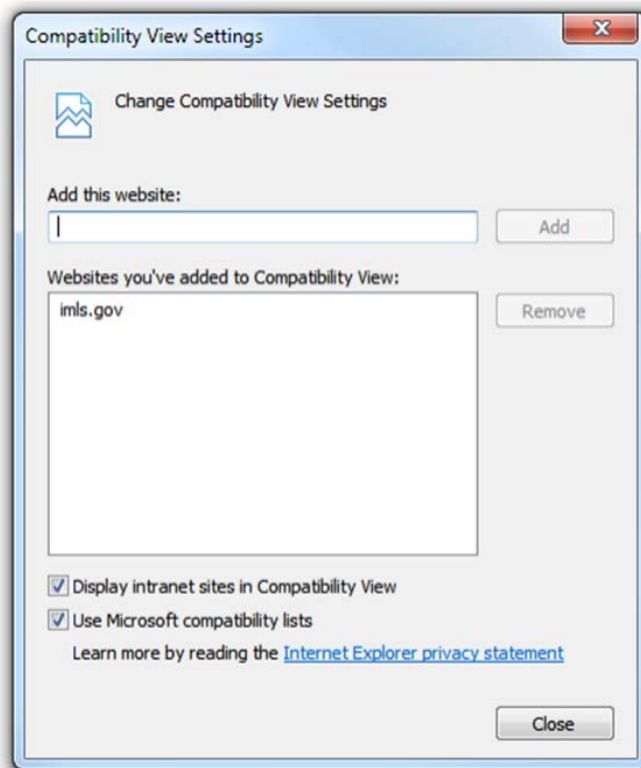 Compatibility View Settings
Change Compatibility View Settings
Add this website:
Add
Websites you've added to Compatibility View:
imls.gov
Remove
Display intranet sites in Compatibility View
Use Microsoft compatibility lists
Learn more by reading the Internet Explorer privacy statement
Close